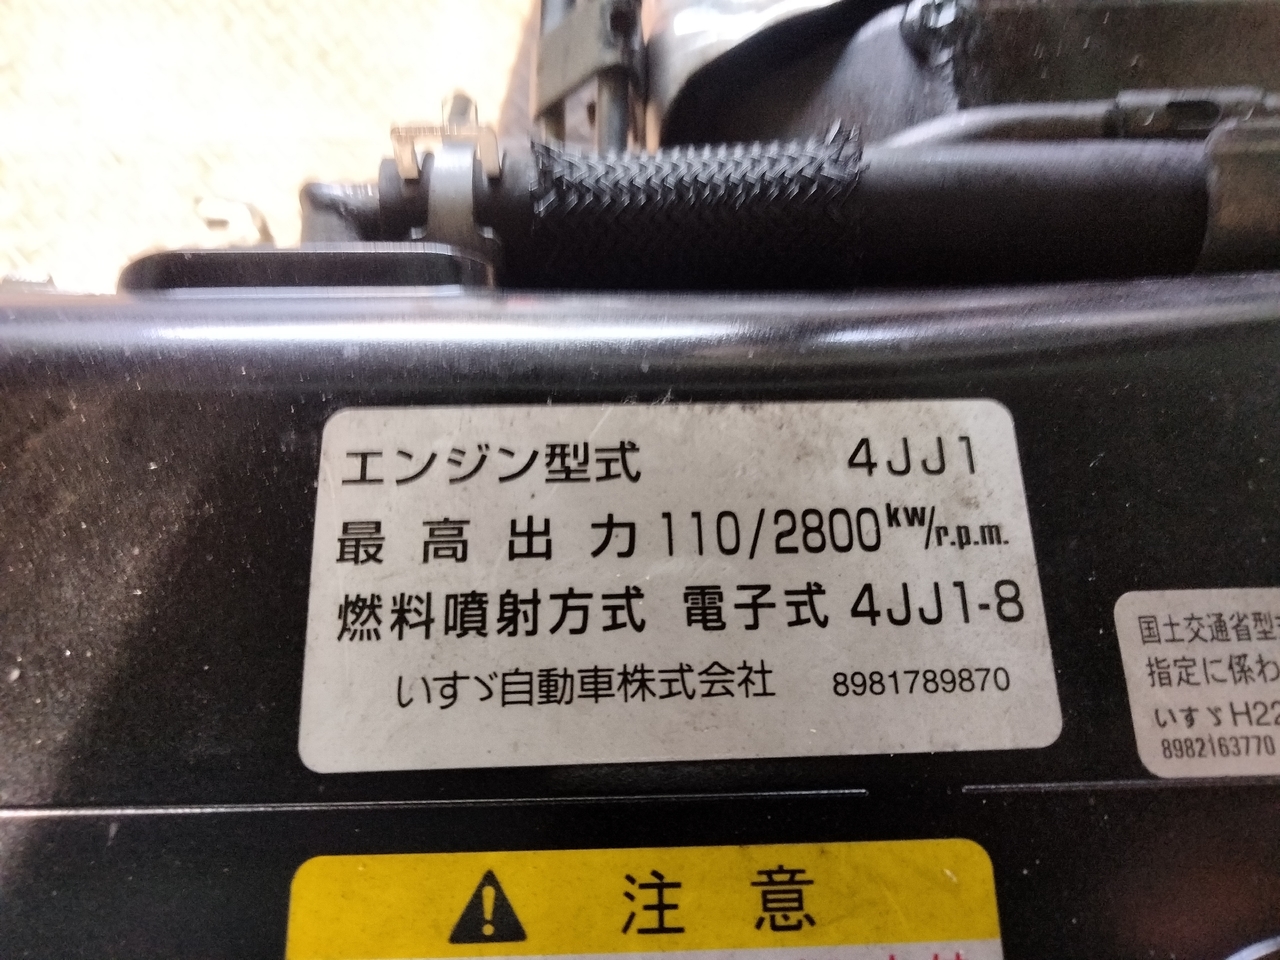 エンジン型式 4JJ1
最高出力 110/2800kw/r.p.m.
燃料噴射方式 電子式 4JJ1-8
いすゞ自動車株式会社 8981789870
国土交通省型
指定に係わ
いすゞH22
8982163770
注意